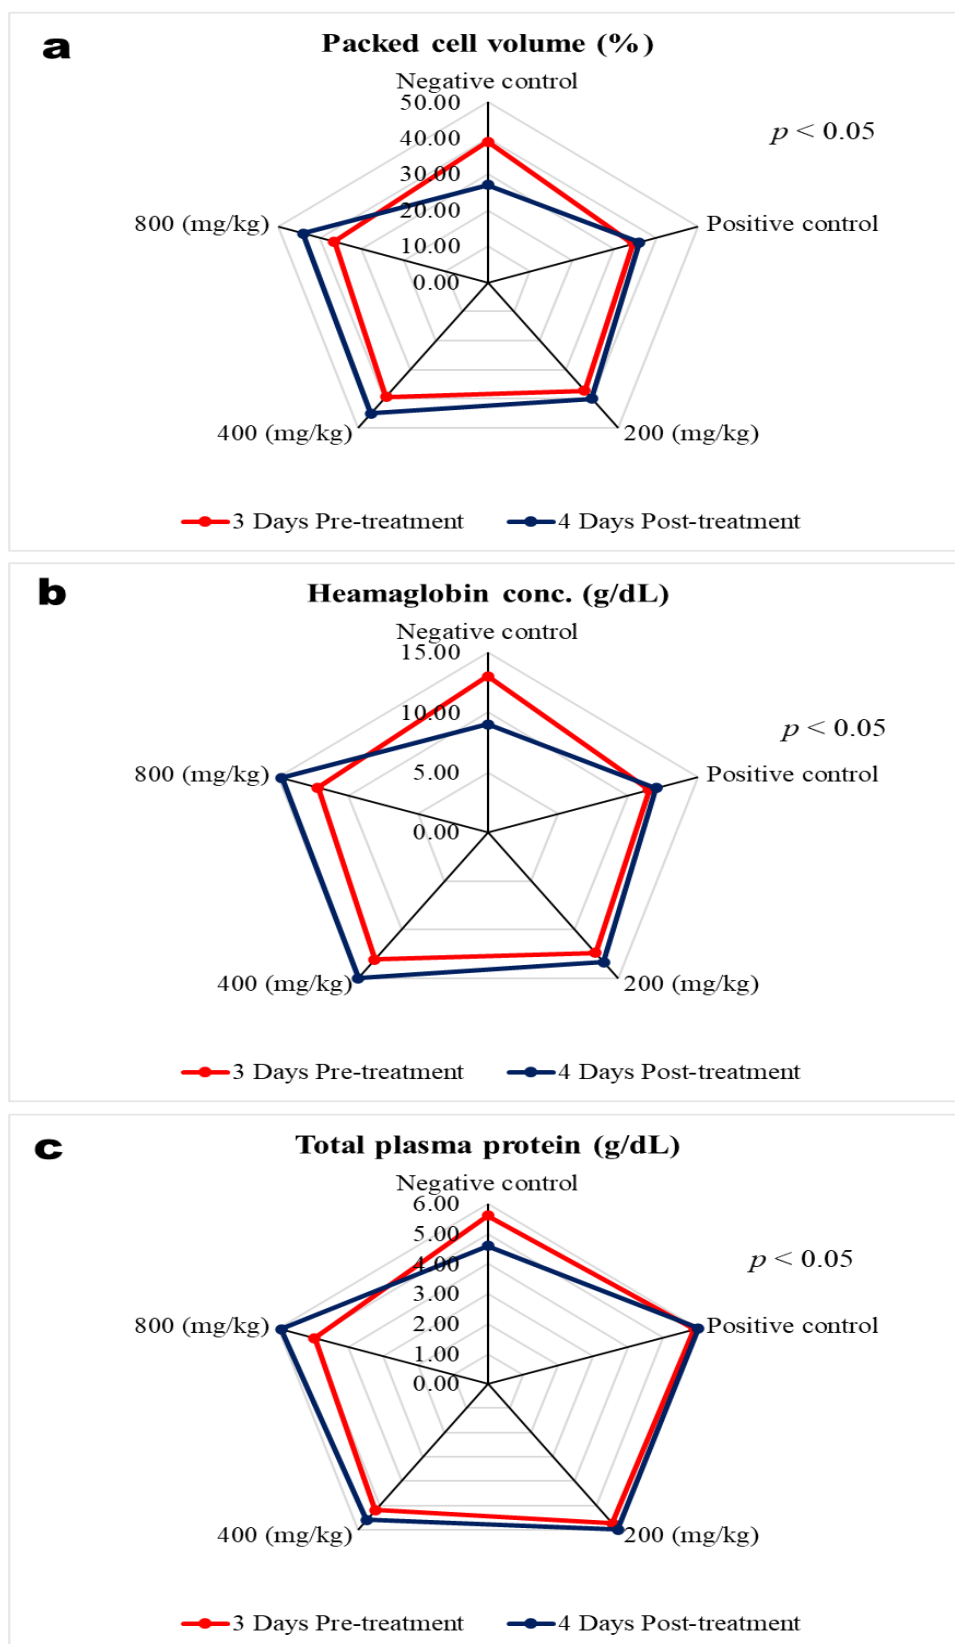 a
Packed cell volume (%)
Negative control
50.00
p < 0.05
40.00
30.00
20.00
800 (mg/kg)
Positive control
10.00
0.00
400 (mg/kg)
200 (mg/kg)
3 Days Pre-treatment
4 Days Post-treatment
b
Heamaglobin conc. (g/dL)
Negative control
15.00
10.00
p < 0.05
800 (mg/kg)
Positive control
5.00
0.00
400 (mg/kg)
200 (mg/kg)
3 Days Pre-treatment
4 Days Post-treatment
c
Total plasma protein (g/dL)
Negative control
6.00
5.00
p < 0.05
4.00
3.00
800 (mg/kg)
Positive control
2.00
1.00
0.00
400 (mg/kg)
200 (mg/kg)
3 Days Pre-treatment
4 Days Post-treatment